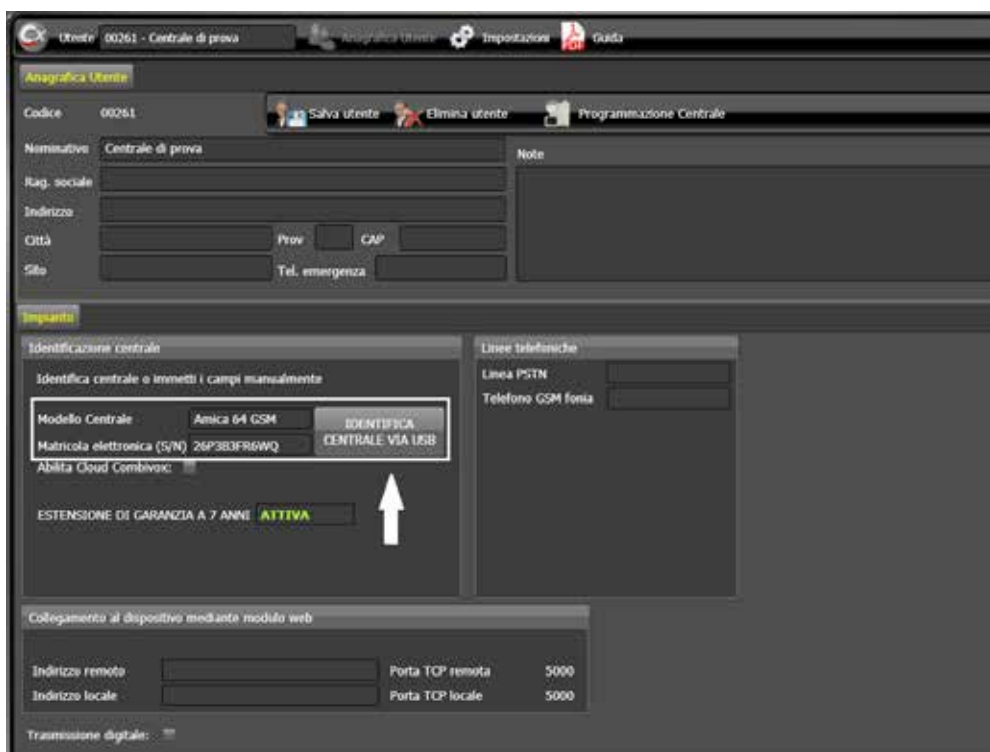 Utente 00261 - Centrale di prova Anagrafica Utente Impostazioni Guida
Anagrafica Utente
Codice 00261 Salva utente Elimina utente Programmazione Centrale
Nominativo Centrale di prova Note
Rag. sociale
Indirizzo
Città Prov CAP
Sito Tel. emergenza
Impianto
Identificazione centrale Linee telefoniche
Identifica centrale o immetti i campi manualmente Linea PSTN
Telefono GSM fonia
Modello Centrale Amica 64 GSM IDENTIFICA
Matricola elettronica (S/N) 26P3B3FR6WQ CENTRALE VIA USB
Abilita Cloud Combivox:
ESTENSIONE DI GARANZIA A 7 ANNI ATTIVA
Collegamento al dispositivo mediante modulo web
Indirizzo remoto Porta TCP remota 5000
Indirizzo locale Porta TCP locale 5000
Trasmissione digitale: